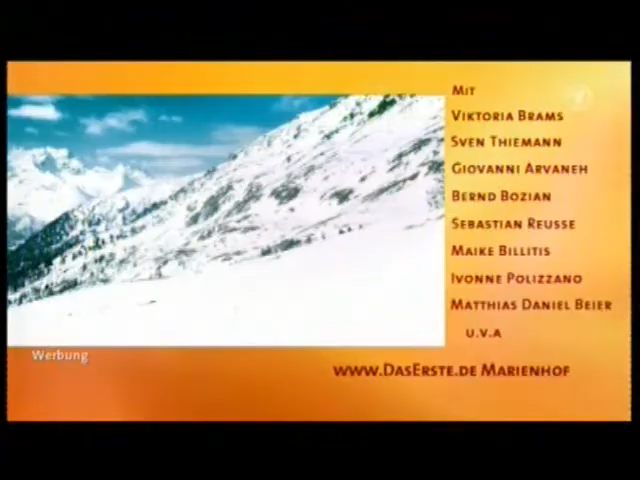 Mit
Viktoria Brams
Sven Thiemann
Giovanni Arvaneh
Bernd Bozian
Sebastian Reusse
Maike Billitis
Ivonne Polizzano
Matthias Daniel Beier
u.v.a
Werbung
www.DasErste.de Marienhof